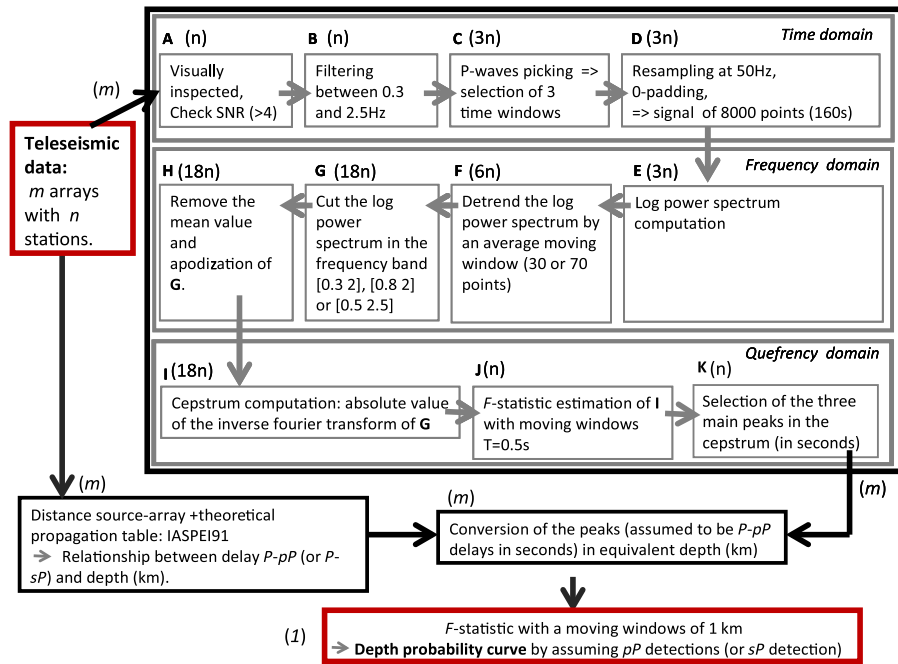 A (n)
B (n)
C (3n)
D (3n)
Time domain
Visually
inspected,
Check SNR (>4)
Filtering
between 0.3
and 2.5Hz
P-waves picking =>
selection of 3
time windows
Resampling at 50Hz,
0-padding,
=> signal of 8000 points (160s)
(m)
Teleseismic
data:
m arrays
with n
stations.
Frequency domain
H (18n)
G (18n)
F (6n)
E (3n)
Remove the
mean value
and
apodization of
G.
Cut the log
power
spectrum in the
frequency band
[0.3 2], [0.8 2]
or [0.5 2.5]
Detrend the log
power spectrum by
an average moving
window (30 or 70
points)
Log power spectrum
computation
Quefrency domain
I (18n)
J (n)
K (n)
Cepstrum computation: absolute value
of the inverse fourier transform of G
F-statistic estimation of I
with moving windows
T=0.5s
Selection of the three
main peaks in the
cepstrum (in seconds)
(m)
(m)
(m)
Distance source-array +theoretical
propagation table: IASPEI91
Relationship between delay P-pP (or P-
sP) and depth (km).
Conversion of the peaks (assumed to be P-pP
delays in seconds) in equivalent depth (km)
(1)
F-statistic with a moving windows of 1 km
Depth probability curve by assuming pP detections (or sP detection)